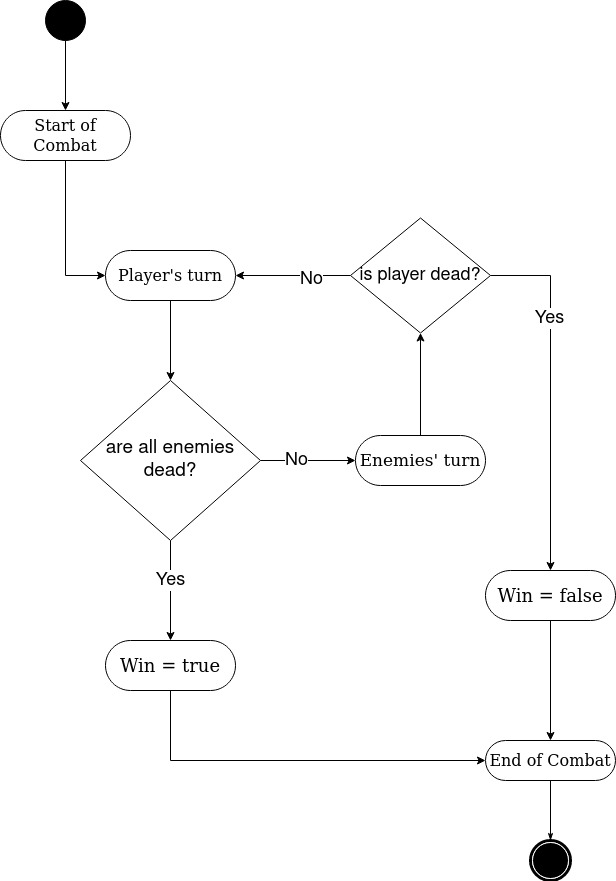 Start of
Combat
Player's turn
No
is player dead?
Yes
are all enemies
dead?
No
Enemies' turn
Yes
Win = false
Win = true
End of Combat